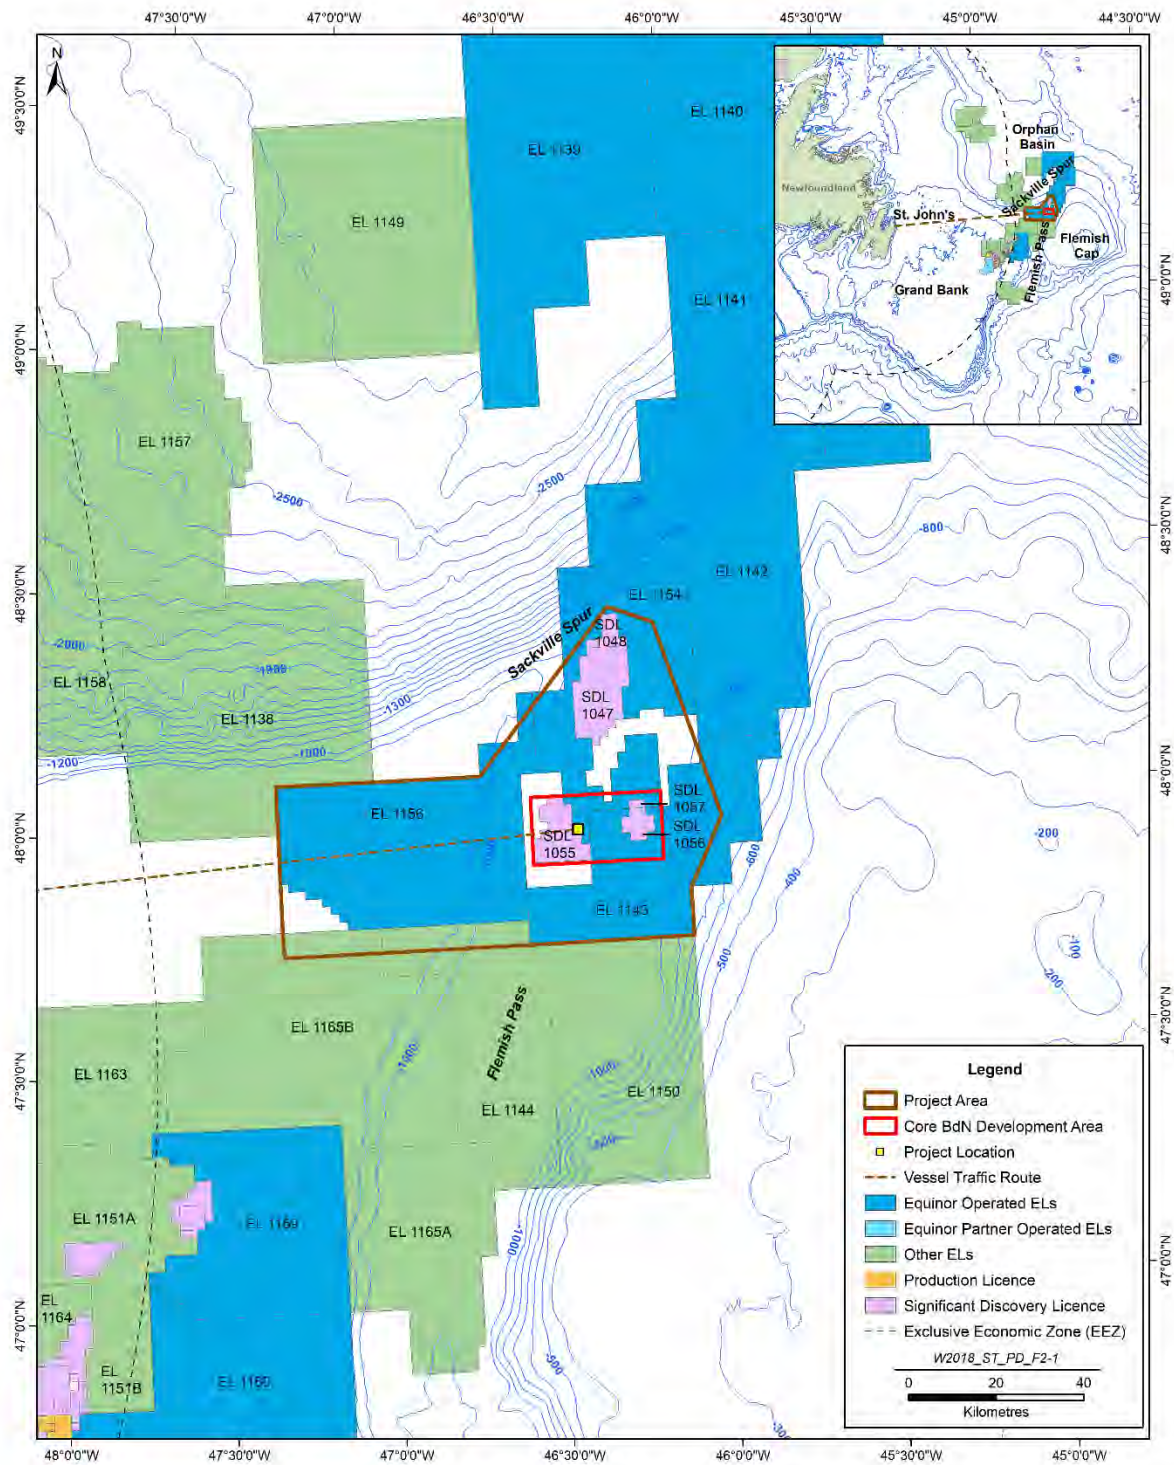 47°30'0"W
47°0'0"W
46°30'0"W
46°0'0"W
45°30'0"W
45°0'0"W
44°30'0"W
N
49°30'0"N
49°0'0"N
48°30'0"N
48°0'0"N
47°30'0"N
47°0'0"N
49°0'0"N
48°30'0"N
48°0'0"N
47°30'0"N
47°0'0"N
EL 1140
EL 1139
EL 1149
EL 1141
EL 1157
-2500
-2500
-800
EL 1142
EL 1154
Sackville Spur
SDL
1048
-2000
EL 1158
EL 1138
-1300
SDL
1047
-1200
-1000
EL 1156
SDL
1087
SDL
1056
SDL
1055
-200
-600
-400
EL 1143
-500
-100
-200
Flemish Pass
EL 1165B
-1000
EL 1163
-1000
EL 1150
EL 1144
EL 1151A
EL 1159
EL 1165A
-1000
EL
1164
EL
1151B
EL 1160
-500
Orphan
Basin
Sackville Spur
Newfoundland
St. John's
Flemish
Cap
Flemish Pass
Grand Bank
Legend
Project Area
Core BdN Development Area
Project Location
Vessel Traffic Route
Equinor Operated ELs
Equinor Partner Operated ELs
Other ELs
Production Licence
Significant Discovery Licence
Exclusive Economic Zone (EEZ)
W2018_ST_PD_F2-1
0 20 40
Kilometres
48°0'0"W
47°30'0"W
47°0'0"W
46°30'0"W
46°0'0"W
45°30'0"W
45°0'0"W